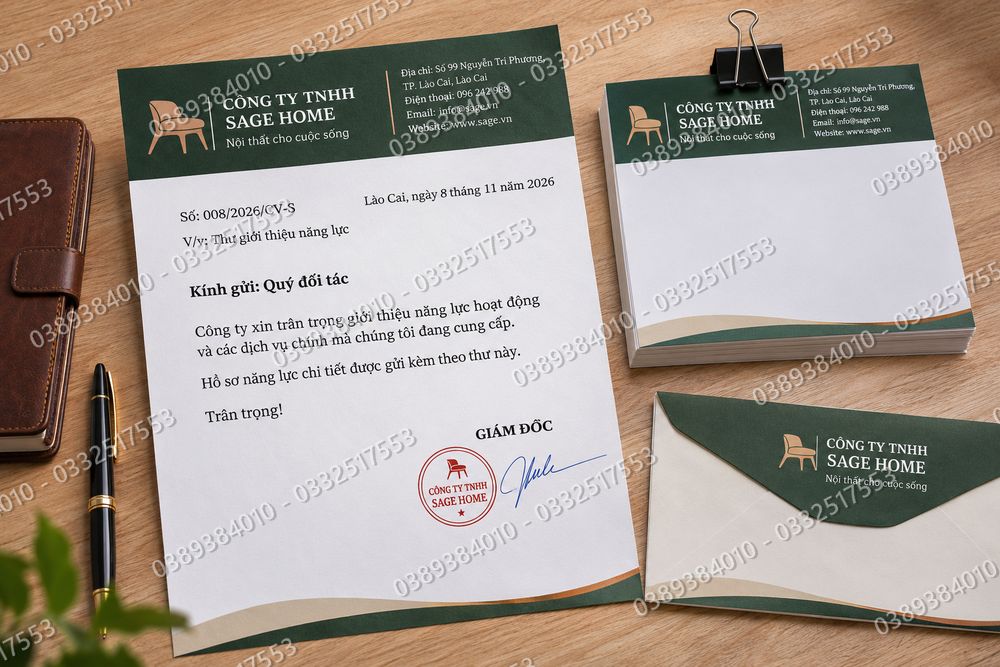 CÔNG TY TNHH
SAGE HOME
Nội thất cho cuộc sống
Địa chỉ: Số 99 Nguyễn Tri Phương,
TP. Lào Cai, Lào Cai
Điện thoại: 096 242 988
Email: info@sage.vn
Website: www.sage.vn
Số: 008/2026/CV-S
Lào Cai, ngày 8 tháng 11 năm 2026
V/v: Thư giới thiệu năng lực
Kính gửi: Quý đối tác
Công ty xin trân trọng giới thiệu năng lực hoạt động
và các dịch vụ chính mà chúng tôi đang cung cấp.
Hồ sơ năng lực chi tiết được gửi kèm theo thư này.
Trân trọng!
GIÁM ĐỐC
CÔNG TY TNHH
SAGE HOME
CÔNG TY TNHH
SAGE HOME
Nội thất cho cuộc sống
Địa chỉ: Số 99 Nguyễn Tri Phương,
TP. Lào Cai, Lào Cai
Điện thoại: 096 242 988
Email: info@sage.vn
Website: www.sage.vn
CÔNG TY TNHH
SAGE HOME
Nội thất cho cuộc sống
0389384010 - 0332517553